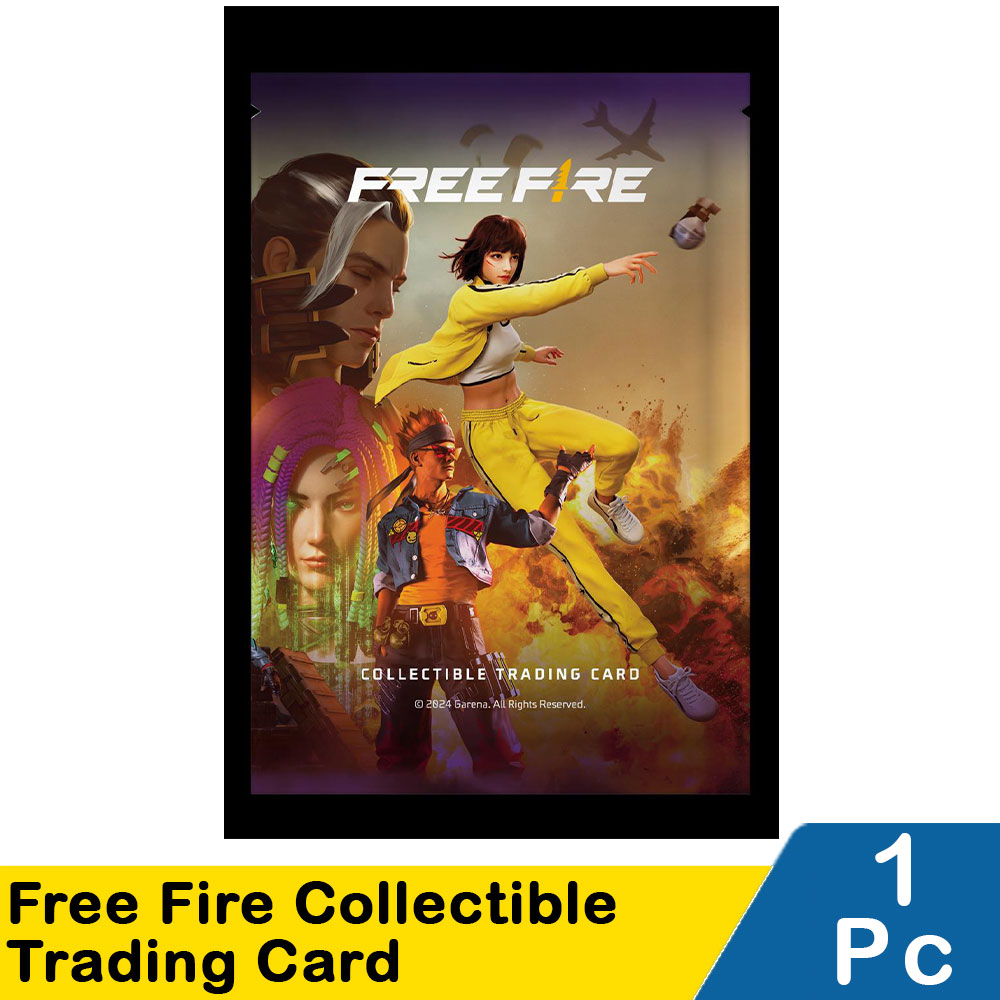 FREE FIRE
COLLECTIBLE TRADING CARD
© 2024 Garena. All Rights Reserved.
Free Fire Collectible
Trading Card
1
Pc